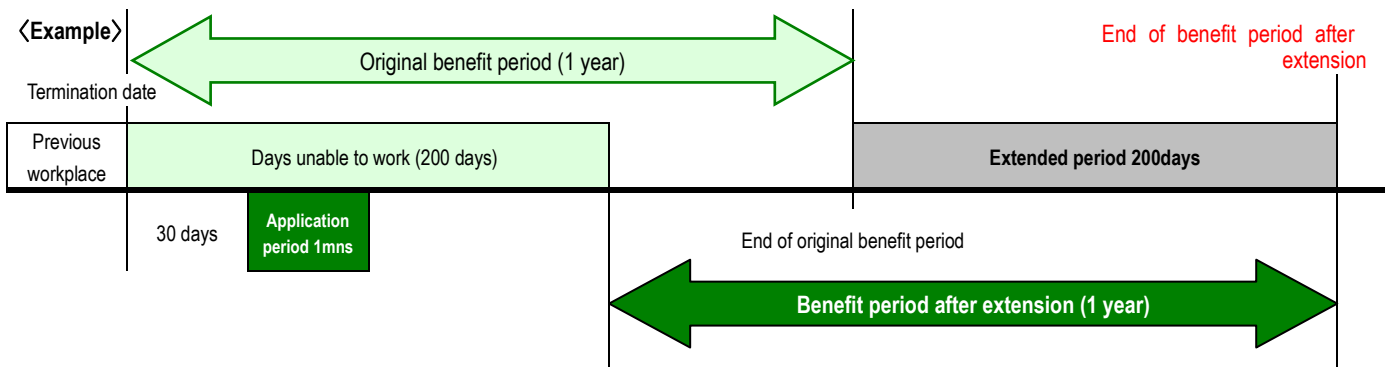 〈Example〉
Original benefit period (1 year)
End of benefit period after
extension
Termination date
Previous
workplace
Days unable to work (200 days)
Extended period 200days
30 days
Application
period 1mns
End of original benefit period
Benefit period after extension (1 year)